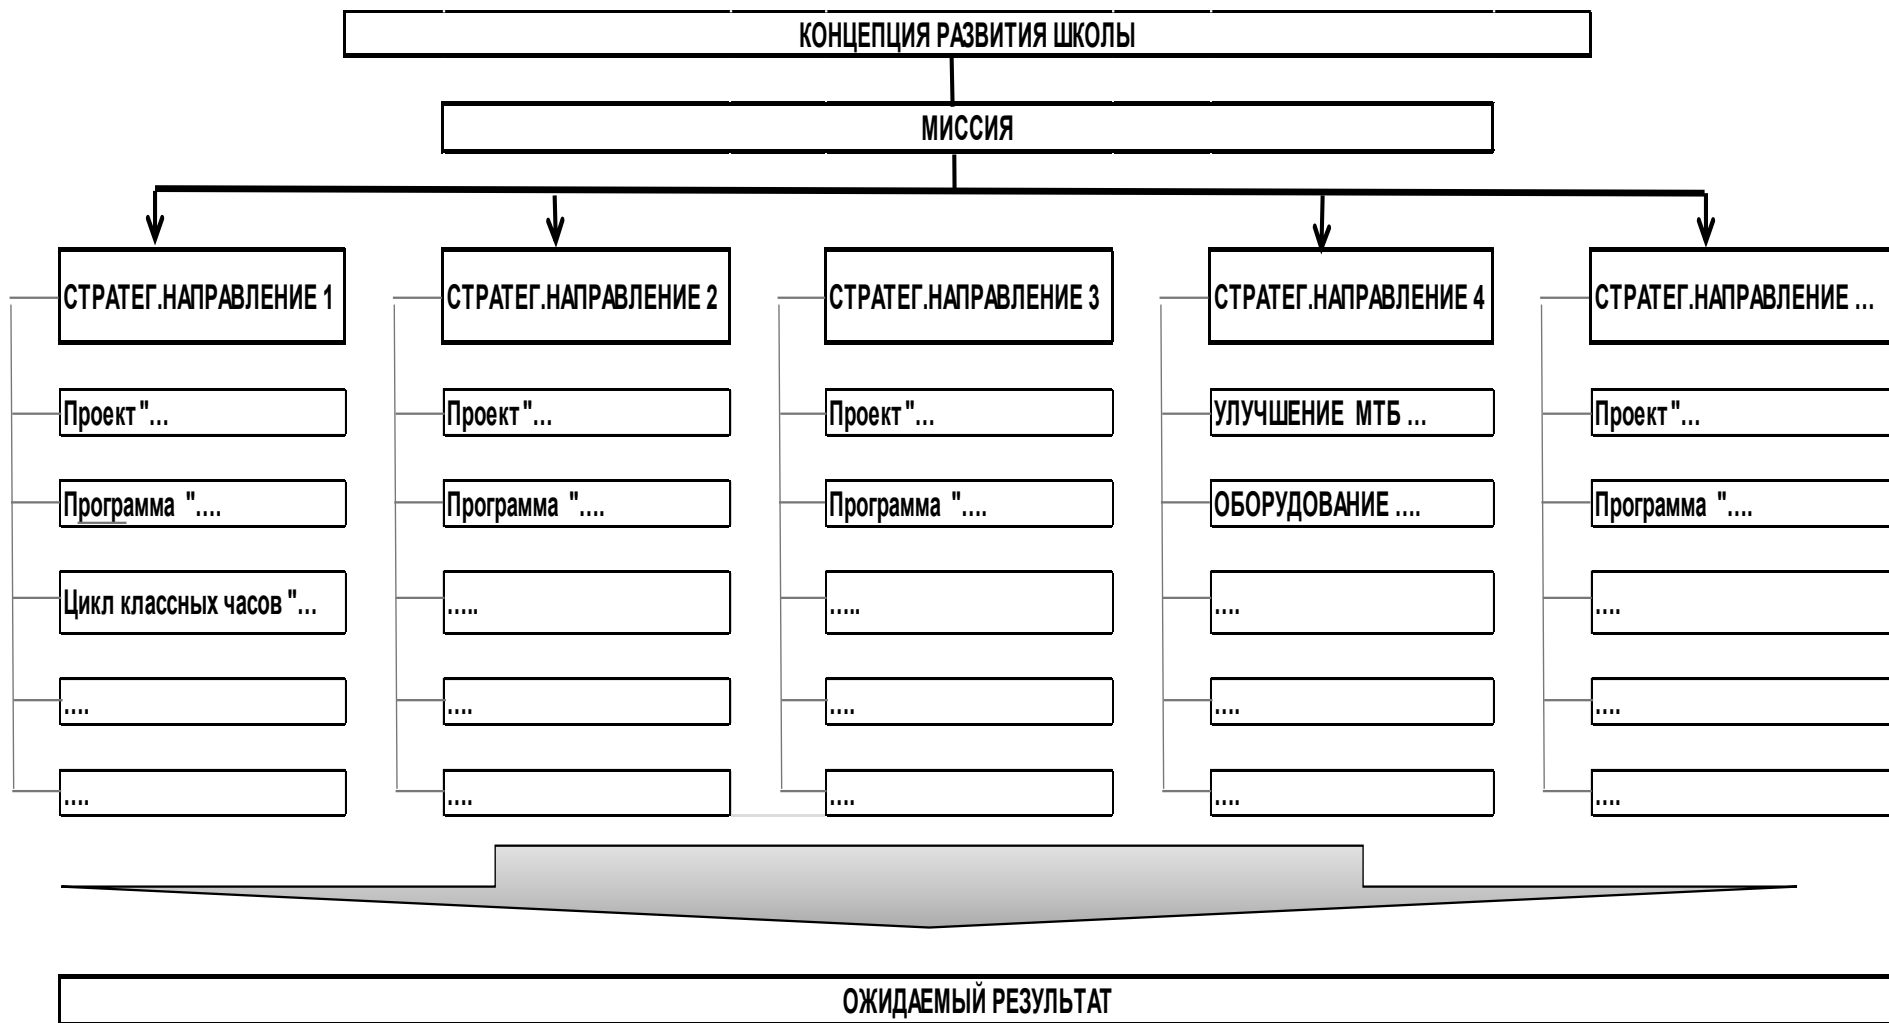 КОНЦЕПЦИЯ РАЗВИТИЯ ШКОЛЫ
МИССИЯ
СТРАТЕГ.НАПРАВЛЕНИЕ 1
СТРАТЕГ.НАПРАВЛЕНИЕ 2
СТРАТЕГ.НАПРАВЛЕНИЕ 3
СТРАТЕГ.НАПРАВЛЕНИЕ 4
СТРАТЕГ.НАПРАВЛЕНИЕ ...
Проект "...
Проект "...
Проект "...
УЛУЧШЕНИЕ МТБ ...
Проект "...
Программа "....
Программа "....
Программа "....
ОБОРУДОВАНИЕ ....
Программа "....
Цикл классных часов "...
.....
.....
....
....
....
....
....
....
....
....
....
....
....
....
ОЖИДАЕМЫЙ РЕЗУЛЬТАТ